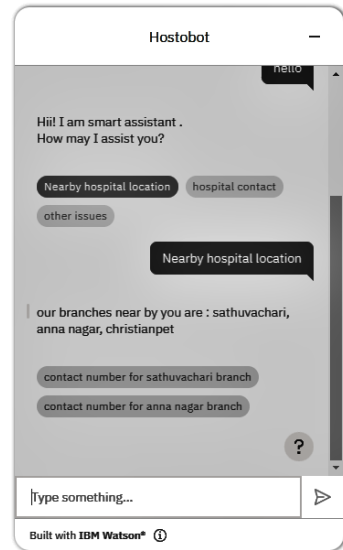 Hostobot
hello
Hii! I am smart assistant .
How may I assist you?
Nearby hospital location
hospital contact
other issues
Nearby hospital location
our branches near by you are : sathuvachari,
anna nagar, christianpet
contact number for sathuvachari branch
contact number for anna nagar branch
?
Type something...
Built with IBM Watson®